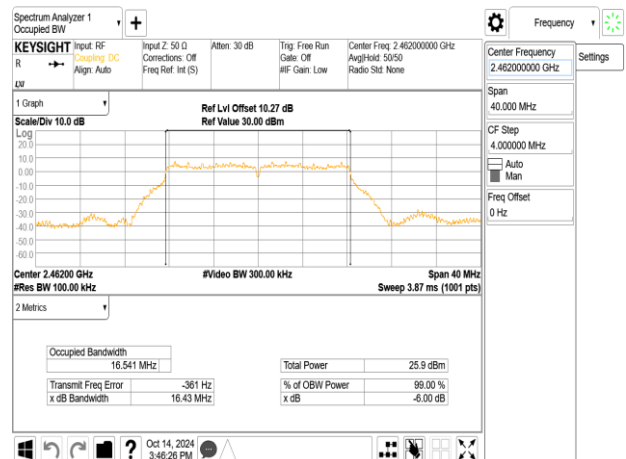 Spectrum Analyzer 1
Occupied BW
Frequency
KEYSIGHT
R
LXI
Input: RF
Coupling: DC
Align: Auto
Input Z: 50 Ω
Corrections: Off
Freq Ref: Int (S)
Atten: 30 dB
Trig: Free Run
Gate: Off
#IF Gain: Low
Center Freq: 2.462000000 GHz
Avg|Hold: 50/50
Radio Std: None
Center Frequency
2.462000000 GHz
Settings
Span
40.000 MHz
CF Step
4.000000 MHz
Auto
Man
Freq Offset
0 Hz
1 Graph
Scale/Div 10.0 dB
Ref Lvl Offset 10.27 dB
Ref Value 30.00 dBm
Log
20.0
10.0
0.00
-10.0
-20.0
-30.0
-40.0
-50.0
-60.0
Center 2.46200 GHz
#Res BW 100.00 kHz
#Video BW 300.00 kHz
Span 40 MHz
Sweep 3.87 ms (1001 pts)
2 Metrics
Occupied Bandwidth
16.541 MHz
Total Power 25.9 dBm
Transmit Freq Error -361 Hz
% of OBW Power 99.00 %
x dB Bandwidth 16.43 MHz
x dB -6.00 dB
?
Oct 14, 2024
3:46:26 PM